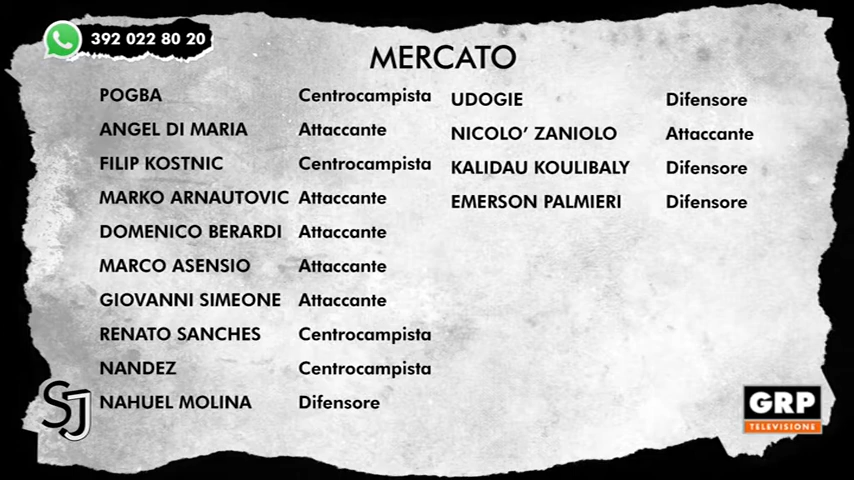 392 022 80 20
MERCATO
POGBA Centrocampista
ANGEL DI MARIA Attaccante
FILIP KOSTNIC Centrocampista
MARKO ARNAUTOVIC Attaccante
DOMENICO BERARDI Attaccante
MARCO ASENSIO Attaccante
GIOVANNI SIMEONE Attaccante
RENATO SANCHES Centrocampista
NANDEZ Centrocampista
NAHUEL MOLINA Difensore
UDOGIE Difensore
NICOLO' ZANIOLO Attaccante
KALIDAU KOULIBALY Difensore
EMERSON PALMIERI Difensore
SJ
GRP
TELEVISIONE